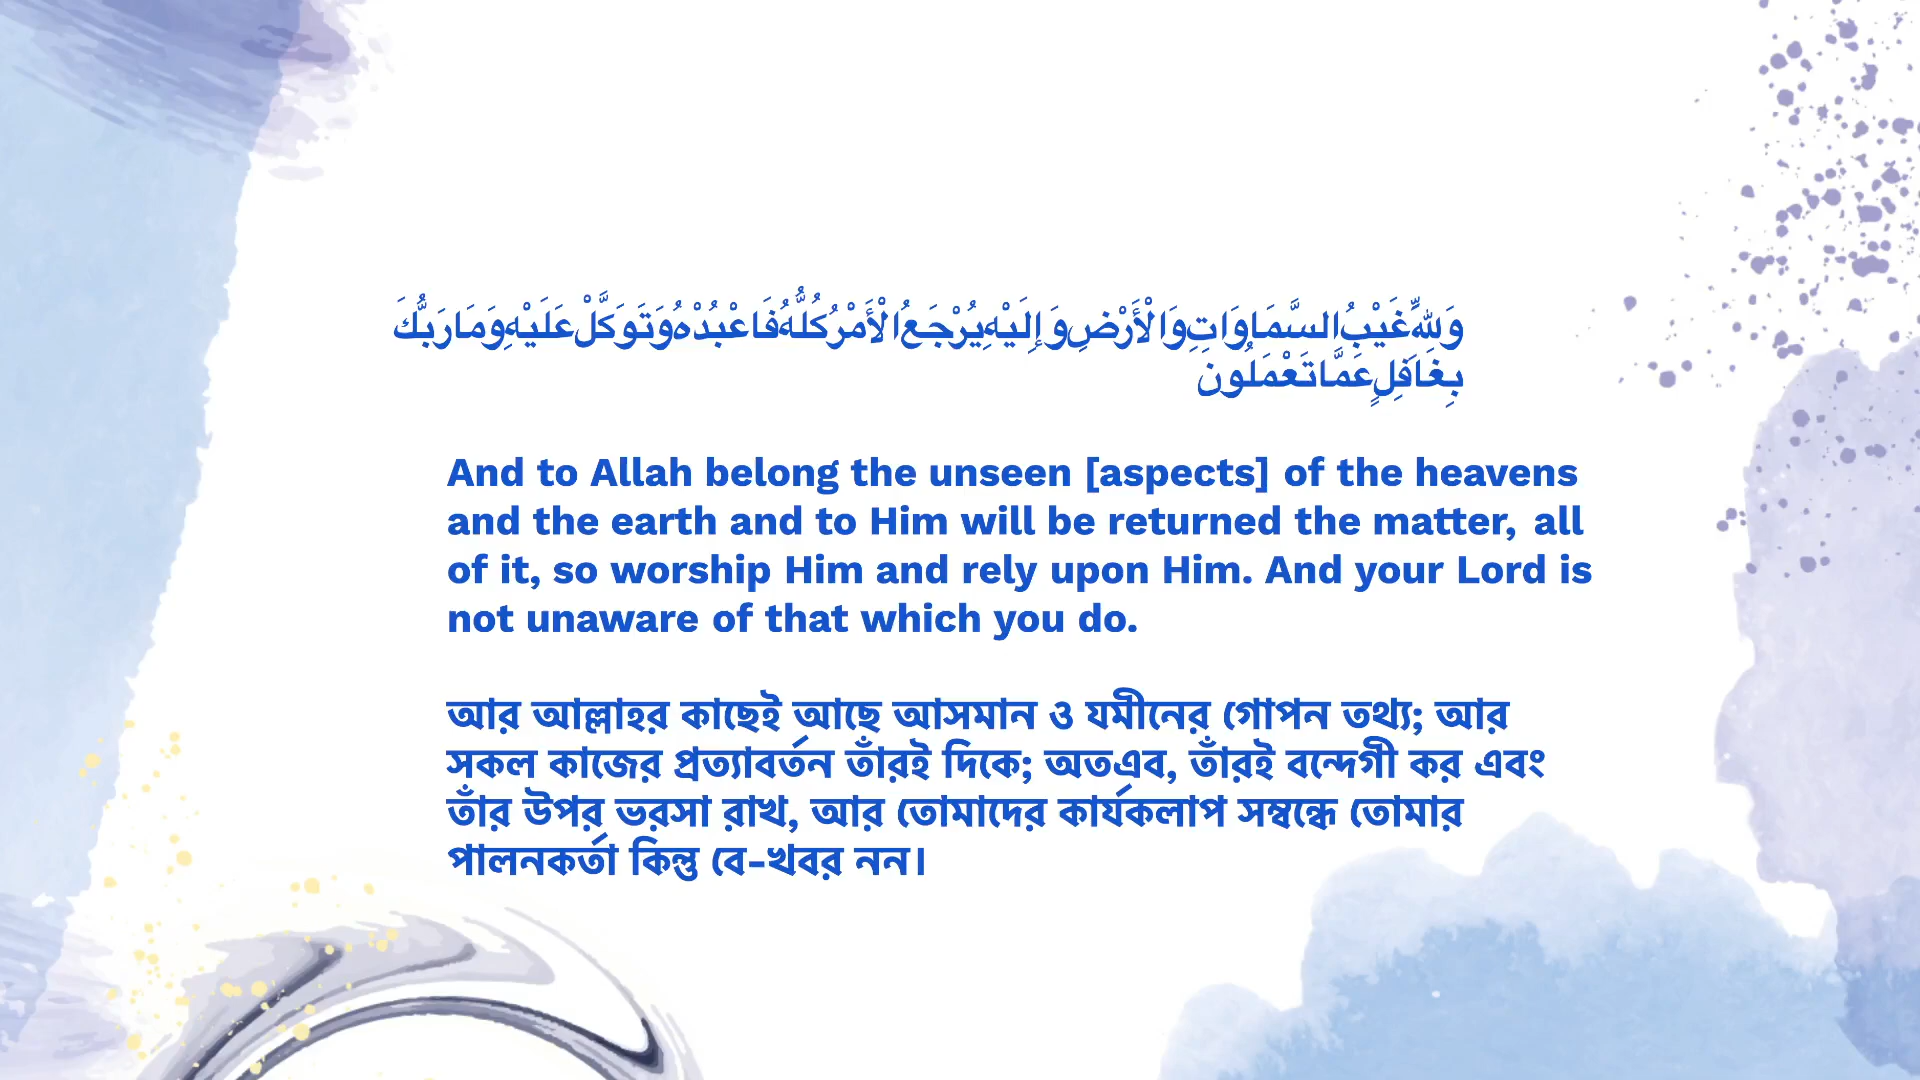 وَلِلَّهِ غَيْبُ السَّمَاوَاتِ وَالْأَرْضِ وَإِلَيْهِ يُرْجَعُ الْأَمْرُ كُلُّهُ فَاعْبُدْهُ وَتَوَكَّلْ عَلَيْهِ وَمَا رَبُّكَ
بِغَافِلٍ عَمَّا تَعْمَلُونَ
And to Allah belong the unseen [aspects] of the heavens
and the earth and to Him will be returned the matter, all
of it, so worship Him and rely upon Him. And your Lord is
not unaware of that which you do.
আর আল্লাহর কাছেই আছে আসমান ও যমীনের গোপন তথ্য; আর
সকল কাজের প্রত্যাবর্তন তাঁরই দিকে; অতএব, তাঁরই বন্দেগী কর এবং
তাঁর উপর ভরসা রাখ, আর তোমাদের কার্যকলাপ সম্বন্ধে তোমার
পালনকর্তা কিন্তু বে-খবর নন।